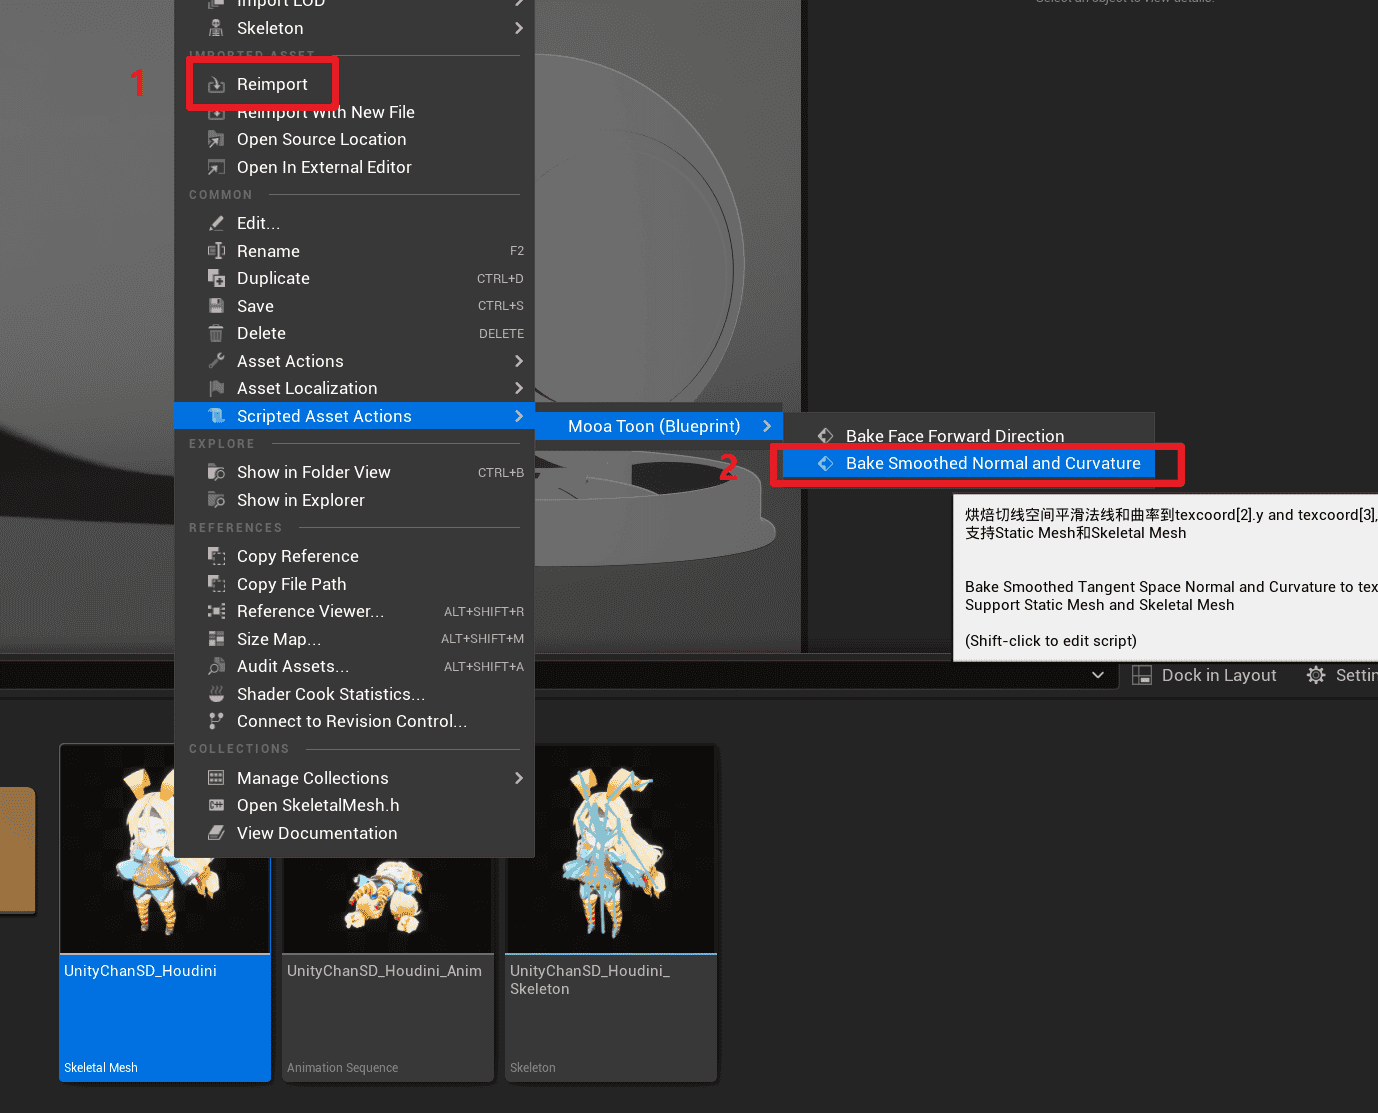 Select an object to view details.
Import LOD
Skeleton
IMPORTED ASSET
1
Reimport
Reimport With New File
Open Source Location
Open In External Editor
COMMON
Edit...
Rename F2
Duplicate CTRL+D
Save CTRL+S
Delete DELETE
Asset Actions
Asset Localization
Scripted Asset Actions
Mooa Toon (Blueprint)
Bake Face Forward Direction
2
Bake Smoothed Normal and Curvature
烘焙切线空间平滑法线和曲率到texcoord[2].y and texcoord[3],
支持Static Mesh和Skeletal Mesh
Bake Smoothed Tangent Space Normal and Curvature to tex
Support Static Mesh and Skeletal Mesh
(Shift-click to edit script)
EXPLORE
Show in Folder View CTRL+B
Show in Explorer
REFERENCES
Copy Reference
Copy File Path
Reference Viewer... ALT+SHIFT+R
Size Map... ALT+SHIFT+M
Audit Assets... ALT+SHIFT+A
Shader Cook Statistics...
Connect to Revision Control...
COLLECTIONS
Manage Collections
Open SkeletalMesh.h
View Documentation
Dock in Layout
Settin
UnityChanSD_Houdini
Skeletal Mesh
UnityChanSD_Houdini_Anim
Animation Sequence
UnityChanSD_Houdini_
Skeleton
Skeleton